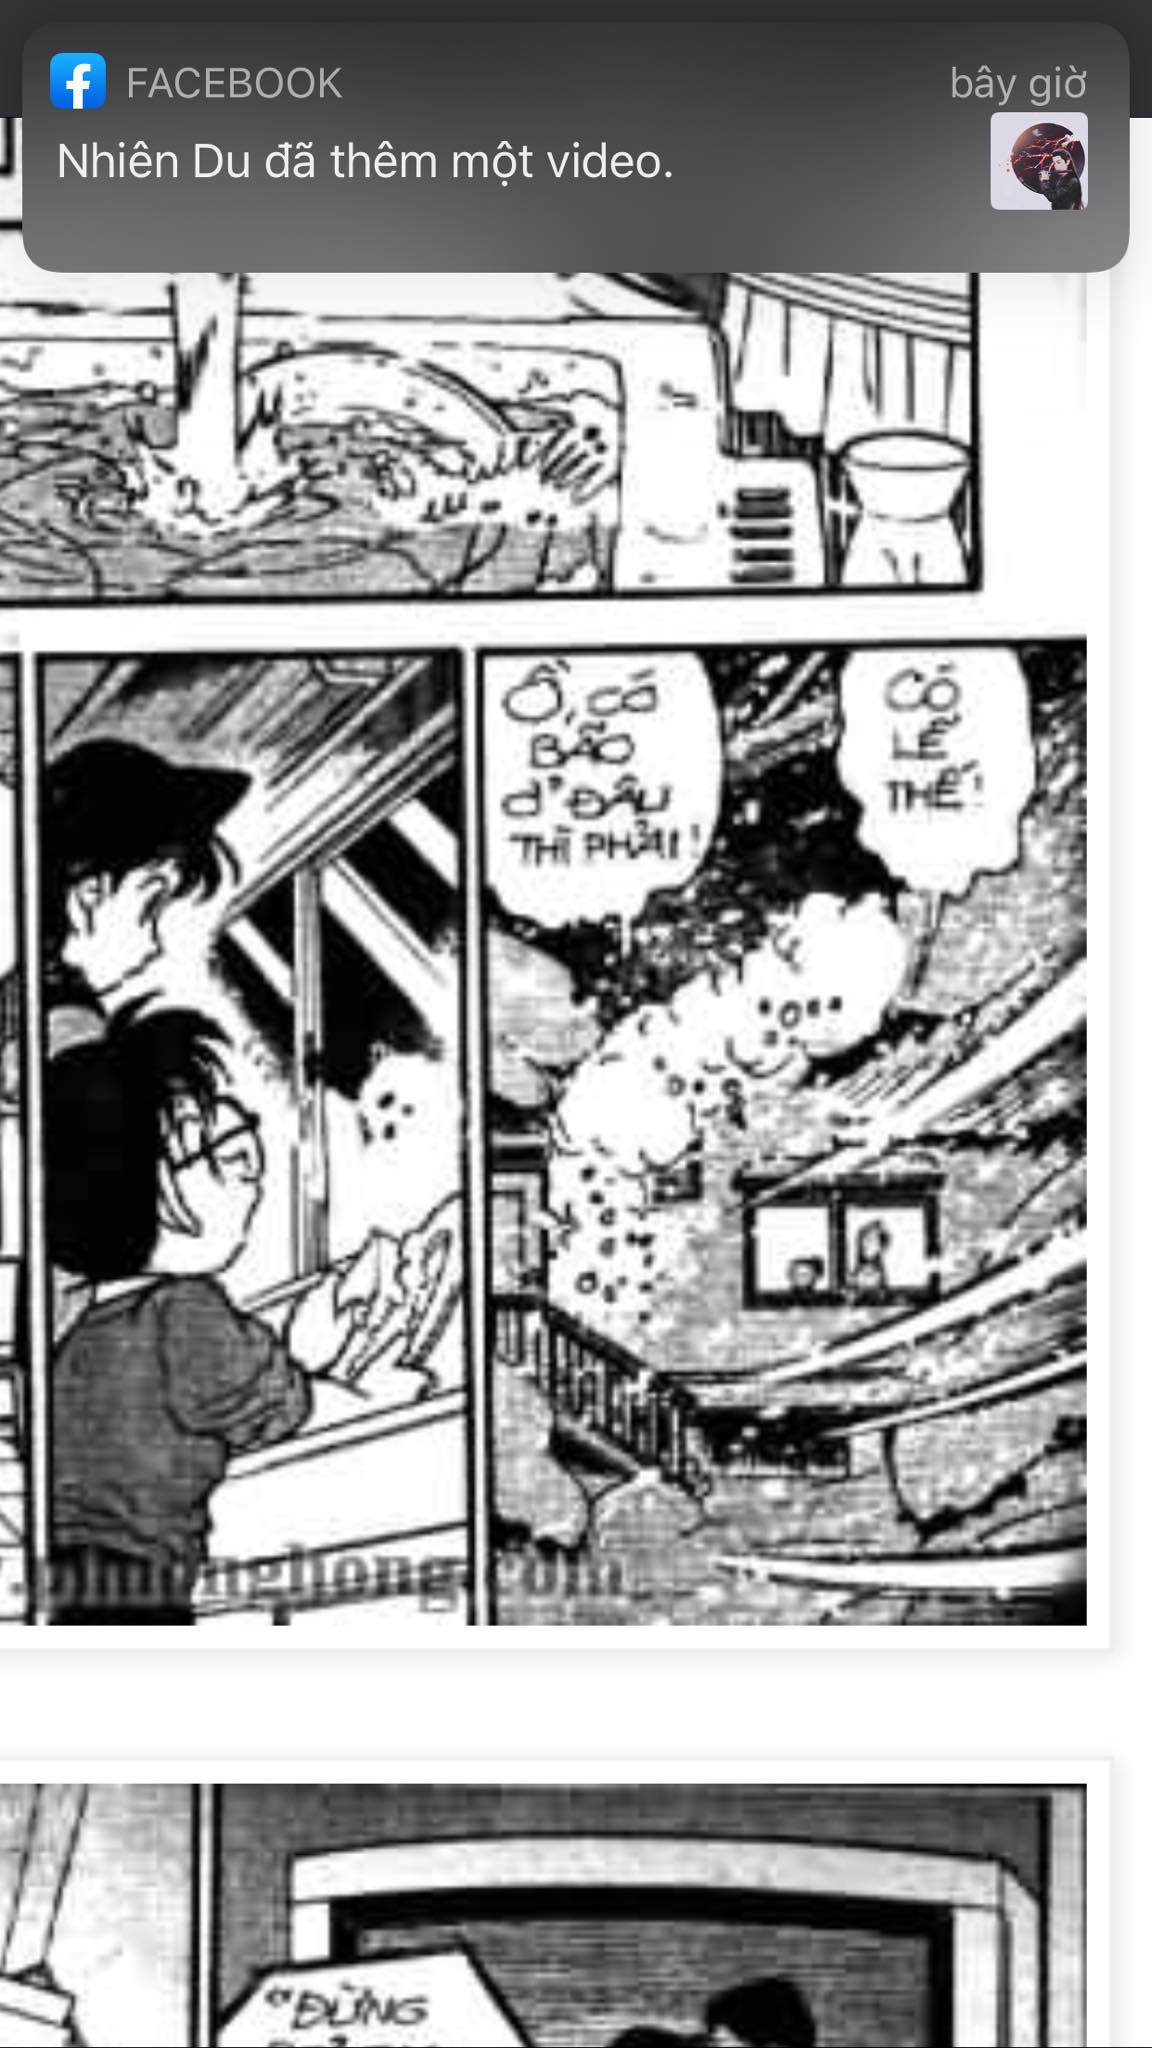 FACEBOOK
bây giờ
Nhiên Du đã thêm một video.
Ồ, CÓ
BÃO
Ở ĐÂU
THÌ PHẢI!
CÓ
LẼ
THẾ!
"ĐỪNG